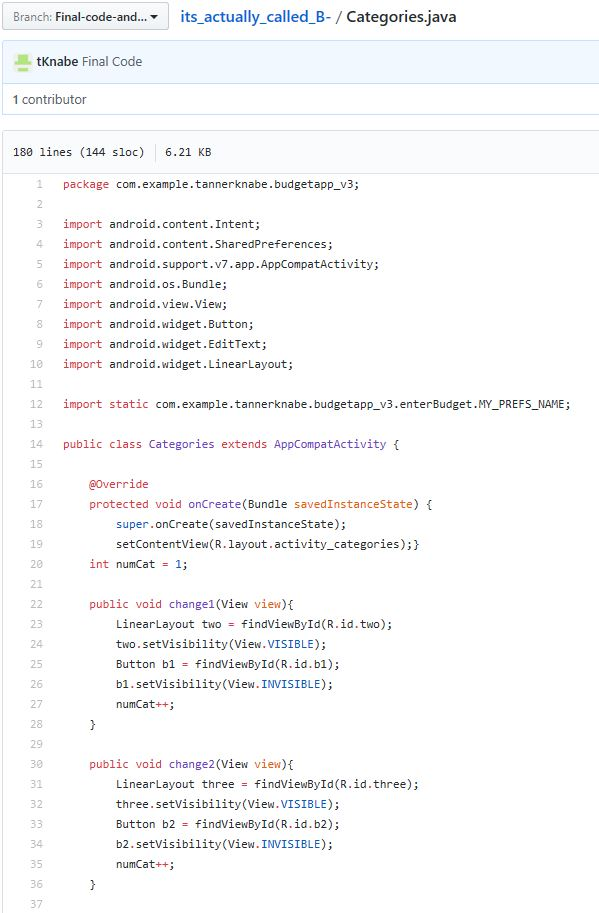 Branch: Final-code-and... its_actually_called_B- / Categories.java
tKnabe Final Code
1 contributor
180 lines (144 sloc) 6.21 KB
1 package com.example.tannerknabe.budgetapp_v3;
2
3 import android.content.Intent;
4 import android.content.SharedPreferences;
5 import android.support.v7.app.AppCompatActivity;
6 import android.os.Bundle;
7 import android.view.View;
8 import android.widget.Button;
9 import android.widget.EditText;
10 import android.widget.LinearLayout;
11
12 import static com.example.tannerknabe.budgetapp_v3.enterBudget.MY_PREFS_NAME;
13
14 public class Categories extends AppCompatActivity {
15
16 @Override
17 protected void onCreate(Bundle savedInstanceState) {
18 super.onCreate(savedInstanceState);
19 setContentView(R.layout.activity_categories);}
20 int numCat = 1;
21
22 public void change1(View view){
23 LinearLayout two = findViewById(R.id.two);
24 two.setVisibility(View.VISIBLE);
25 Button b1 = findViewById(R.id.b1);
26 b1.setVisibility(View.INVISIBLE);
27 numCat++;
28 }
29
30 public void change2(View view){
31 LinearLayout three = findViewById(R.id.three);
32 three.setVisibility(View.VISIBLE);
33 Button b2 = findViewById(R.id.b2);
34 b2.setVisibility(View.INVISIBLE);
35 numCat++;
36 }
37